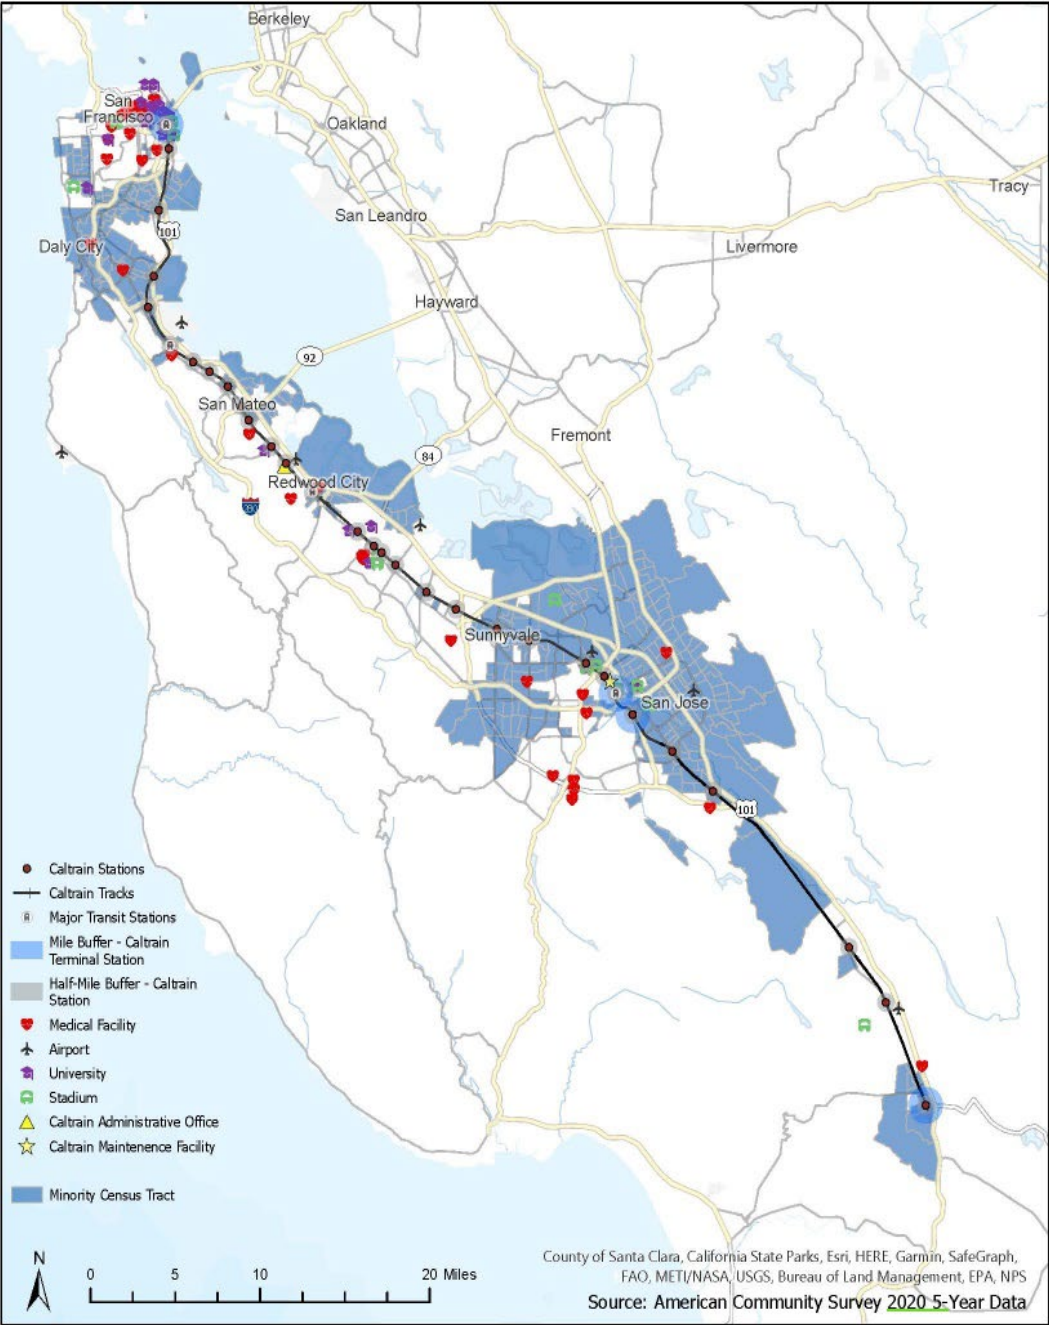 Berkeley
San
Francisco
Oakland
Tracy
San Leandro
101
Daly City
Livermore
Hayward
92
San Mateo
Fremont
84
Redwood City
280
Sunnyvale
San Jose
101
Caltrain Stations
Caltrain Tracks
Major Transit Stations
Mile Buffer - Caltrain
Terminal Station
Half-Mile Buffer - Caltrain
Station
Medical Facility
Airport
University
Stadium
Caltrain Administrative Office
Caltrain Maintenence Facility
Minority Census Tract
N
0 5 10 20 Miles
County of Santa Clara, California State Parks, Esri, HERE, Garmin, SafeGraph,
FAO, METI/NASA, USGS, Bureau of Land Management, EPA, NPS
Source: American Community Survey 2020 5-Year Data